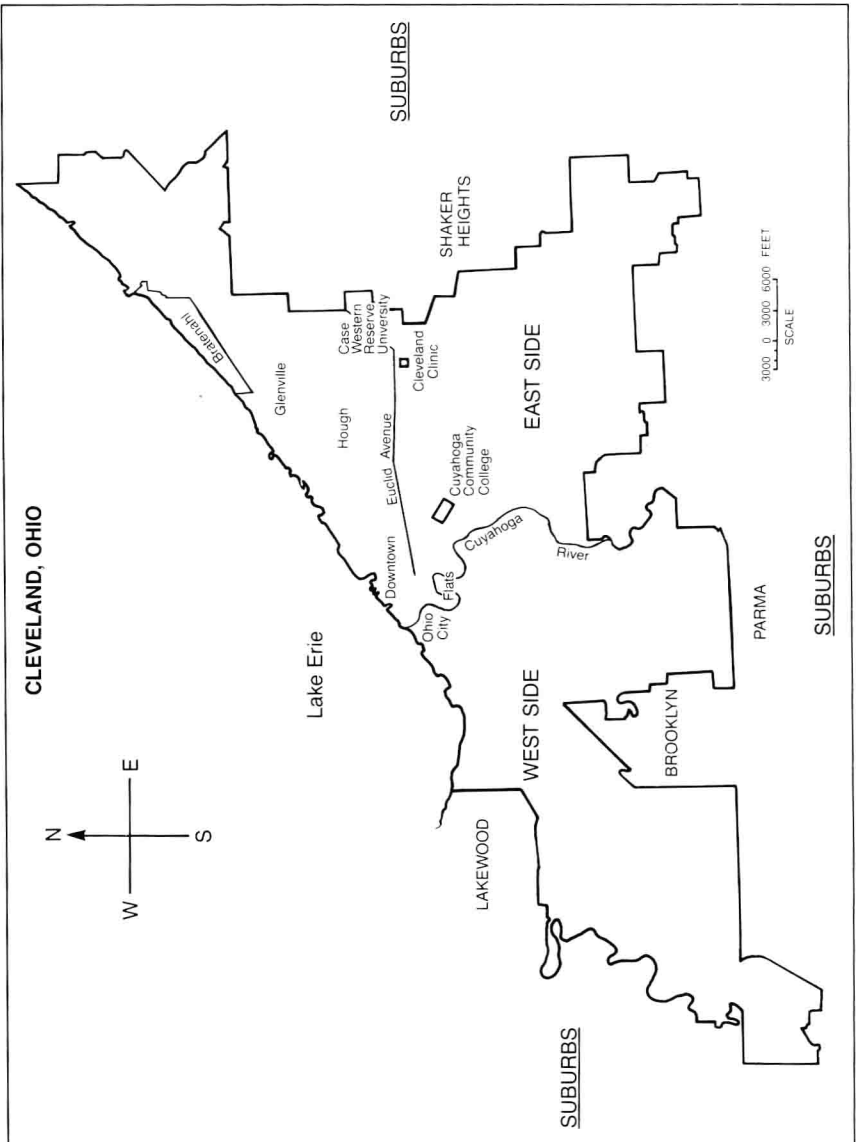 CLEVELAND, OHIO
N
W
E
S
Lake Erie
SUBURBS
Bratenahl
Glenville
Hough
Case
Western
Reserve
University
SHAKER
HEIGHTS
Euclid Avenue
Cleveland
Clinic
Downtown
Cuyahoga
Community
College
Flats
Ohio
City
Cuyahoga
River
EAST SIDE
WEST SIDE
LAKEWOOD
BROOKLYN
PARMA
SUBURBS
SUBURBS
3000 0 3000 6000 FEET
SCALE